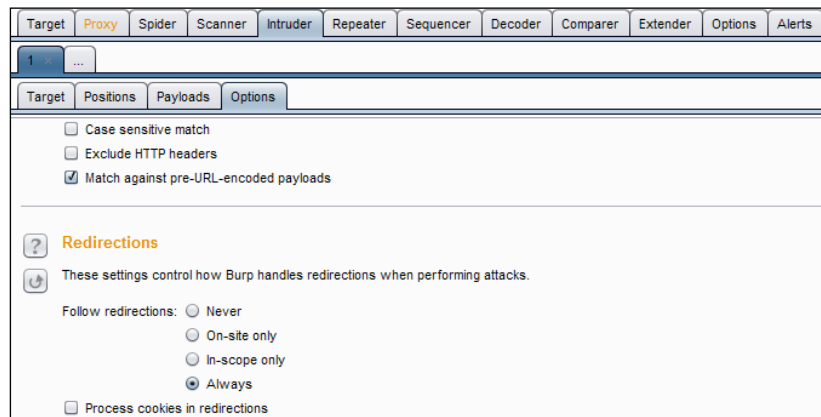 Target Proxy Spider Scanner Intruder Repeater Sequencer Decoder Comparer Extender Options Alerts
1 × ...
Target Positions Payloads Options
Case sensitive match
Exclude HTTP headers
Match against pre-URL-encoded payloads
? Redirections
These settings control how Burp handles redirections when performing attacks.
Follow redirections: Never
On-site only
In-scope only
Always
Process cookies in redirections